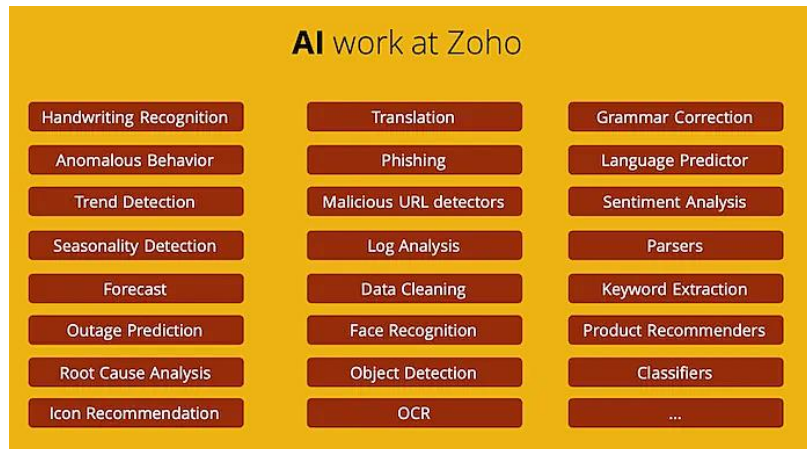 AI work at Zoho
Handwriting Recognition
Translation
Grammar Correction
Anomalous Behavior
Phishing
Language Predictor
Trend Detection
Malicious URL detectors
Sentiment Analysis
Seasonality Detection
Log Analysis
Parsers
Forecast
Data Cleaning
Keyword Extraction
Outage Prediction
Face Recognition
Product Recommenders
Root Cause Analysis
Object Detection
Classifiers
Icon Recommendation
OCR
...